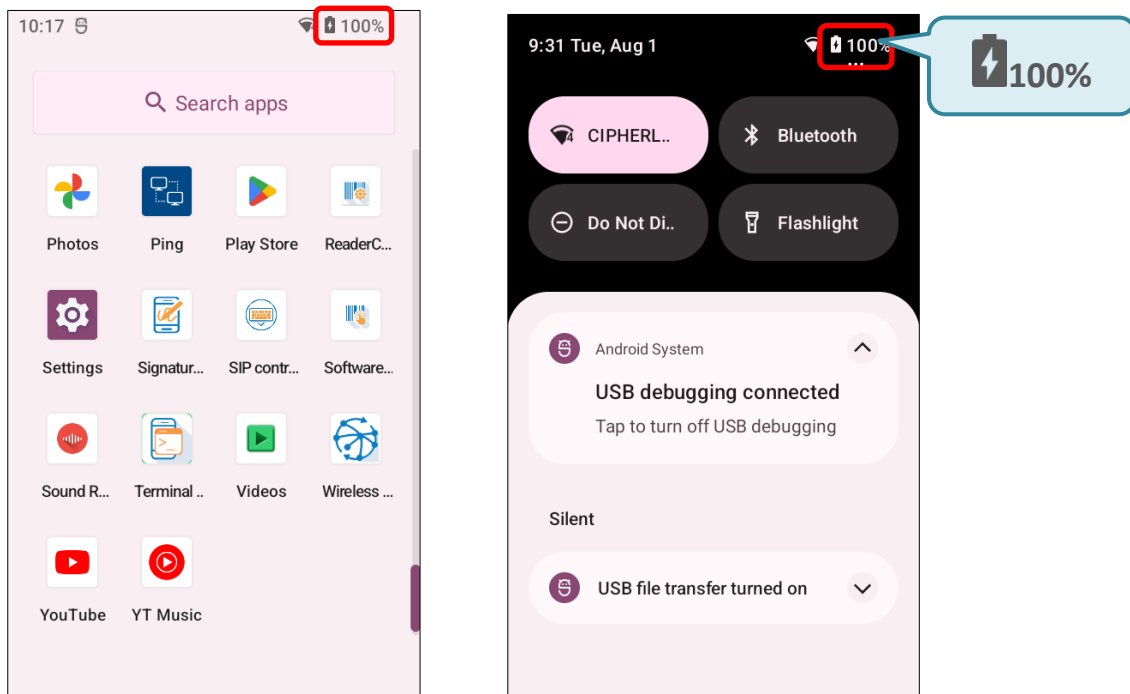 10:17 100%
Search apps
Photos Ping Play Store ReaderC...
Settings Signatur... SIP contr... Software...
Sound R... Terminal .. Videos Wireless ...
YouTube YT Music
9:31 Tue, Aug 1 100%
CIPHERL.. Bluetooth
Do Not Di.. Flashlight
Android System
USB debugging connected
Tap to turn off USB debugging
Silent
USB file transfer turned on
100%